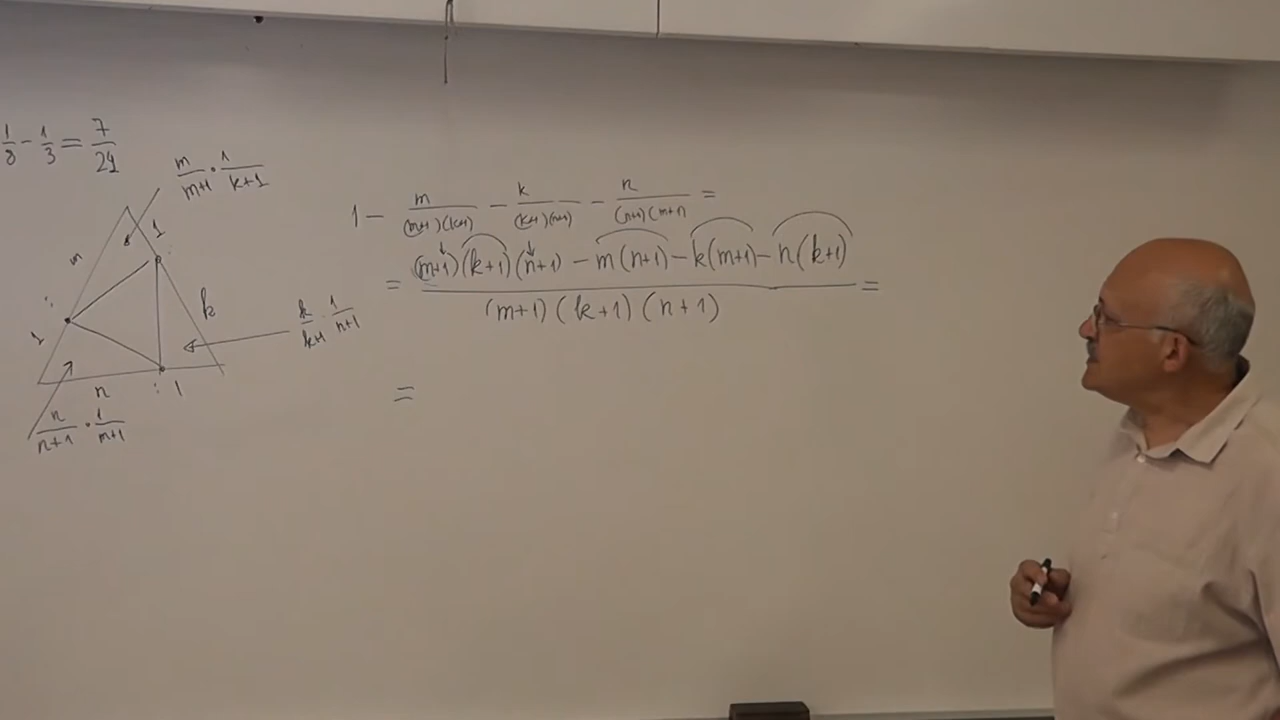 1/8 - 1/3 = 7/24
m/(m+1) · 1/(k+1)
1 - m/((m+1)(k+1)) - k/((k+1)(n+1)) - n/((n+1)(m+1)) =
= ((m+1)(k+1)(n+1) - m(n+1) - k(m+1) - n(k+1))/((m+1)(k+1)(n+1)) =
=
m : 1
1 : k
n : 1
k/(k+1) · 1/(n+1)
n/(n+1) · 1/(m+1)